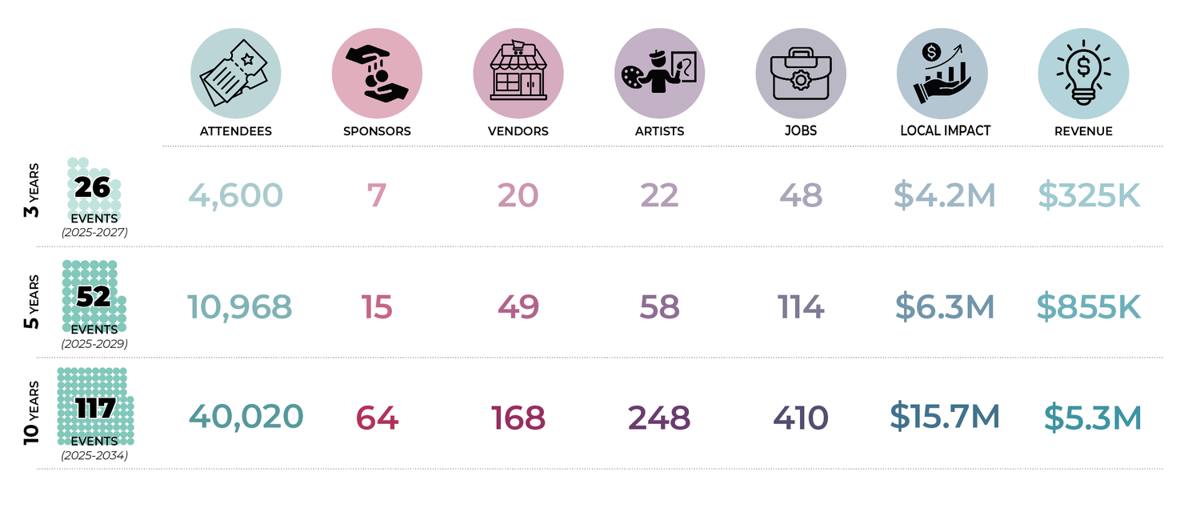 ATTENDEES
SPONSORS
VENDORS
ARTISTS
JOBS
LOCAL IMPACT
REVENUE
3 YEARS
26
EVENTS
(2025-2027)
4,600
7
20
22
48
$4.2M
$325K
5 YEARS
52
EVENTS
(2025-2029)
10,968
15
49
58
114
$6.3M
$855K
10 YEARS
117
EVENTS
(2025-2034)
40,020
64
168
248
410
$15.7M
$5.3M